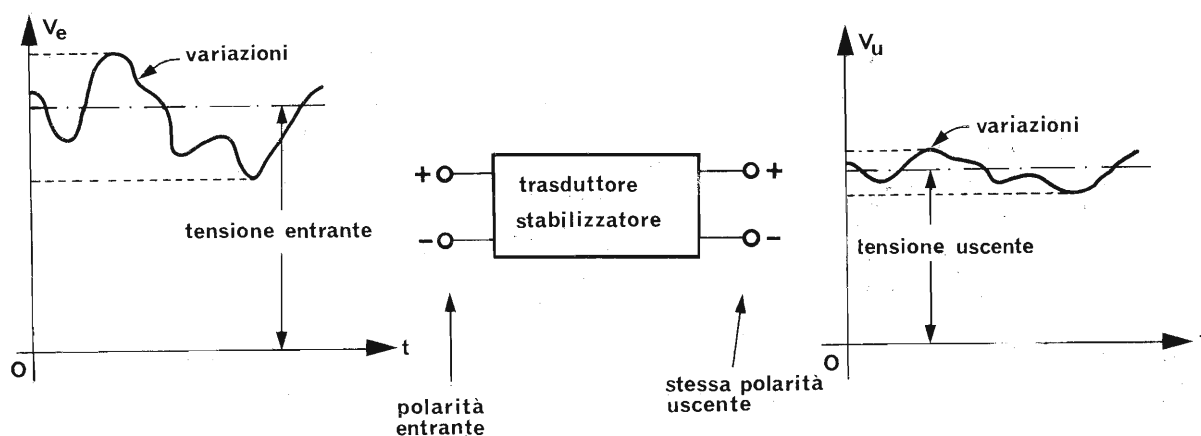 Ve
variazioni
tensione entrante
O
t
+
−
trasduttore
stabilizzatore
+
−
polarità
entrante
stessa polarità
uscente
Vu
variazioni
tensione uscente
O